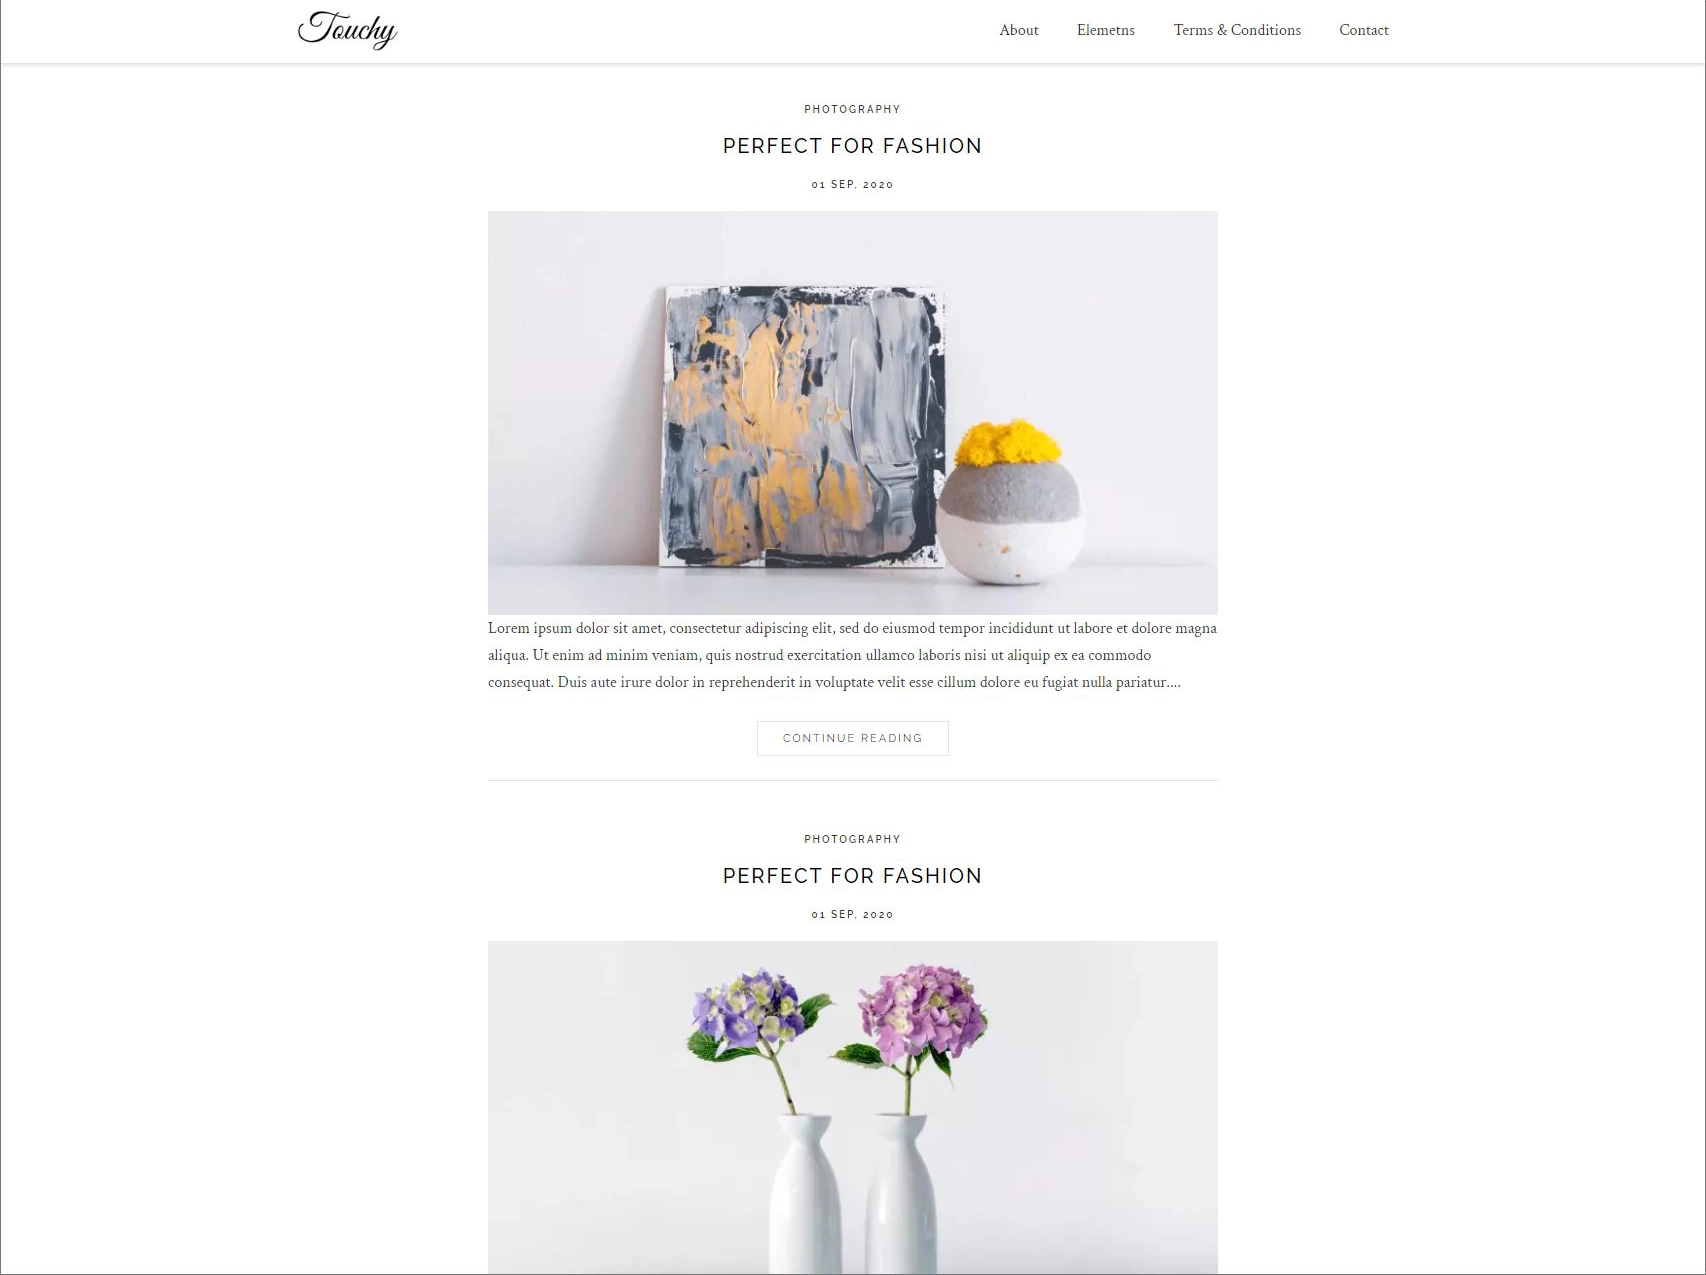 Touchy
About Elemetns Terms & Conditions Contact
PHOTOGRAPHY
PERFECT FOR FASHION
01 SEP, 2020
Lorem ipsum dolor sit amet, consectetur adipiscing elit, sed do eiusmod tempor incididunt ut labore et dolore magna
aliqua. Ut enim ad minim veniam, quis nostrud exercitation ullamco laboris nisi ut aliquip ex ea commodo
consequat. Duis aute irure dolor in reprehenderit in voluptate velit esse cillum dolore eu fugiat nulla pariatur....
CONTINUE READING
PHOTOGRAPHY
PERFECT FOR FASHION
01 SEP, 2020